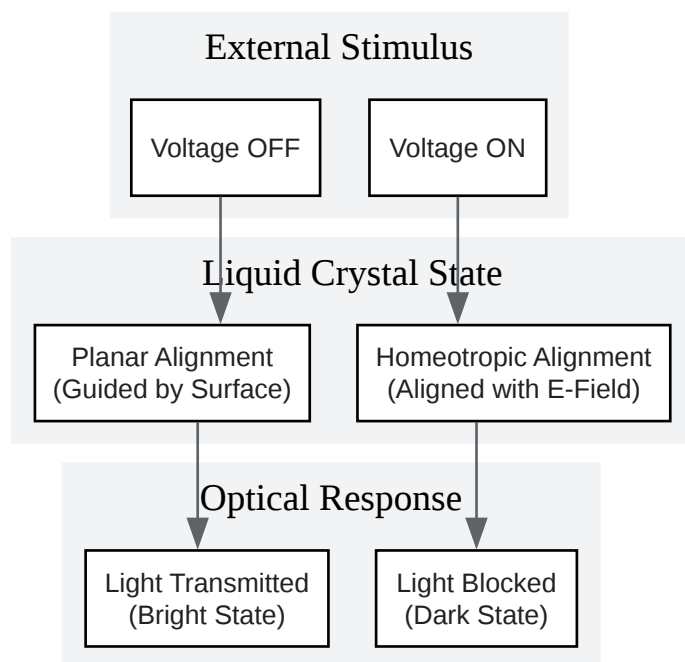 External Stimulus
Voltage OFF
Voltage ON
Liquid Crystal State
Planar Alignment
(Guided by Surface)
Homeotropic Alignment
(Aligned with E-Field)
Optical Response
Light Transmitted
(Bright State)
Light Blocked
(Dark State)